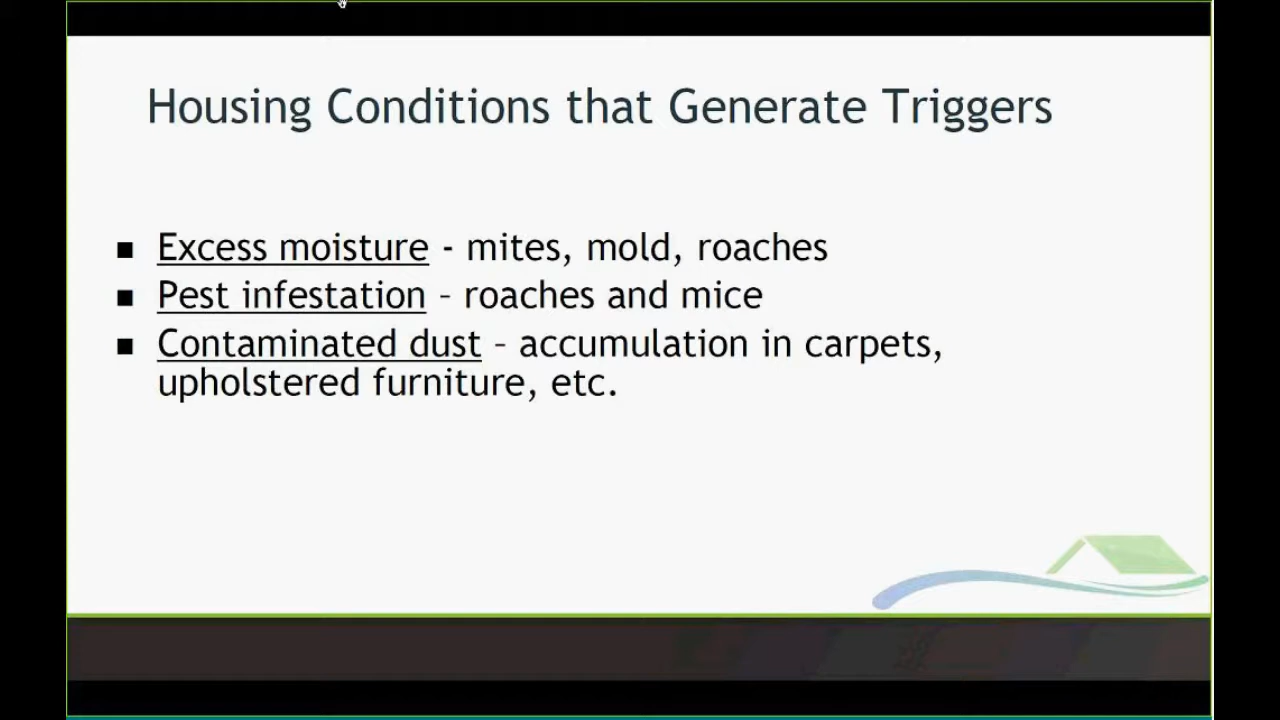 Housing Conditions that Generate Triggers
■ Excess moisture - mites, mold, roaches
■ Pest infestation – roaches and mice
■ Contaminated dust – accumulation in carpets,
upholstered furniture, etc.